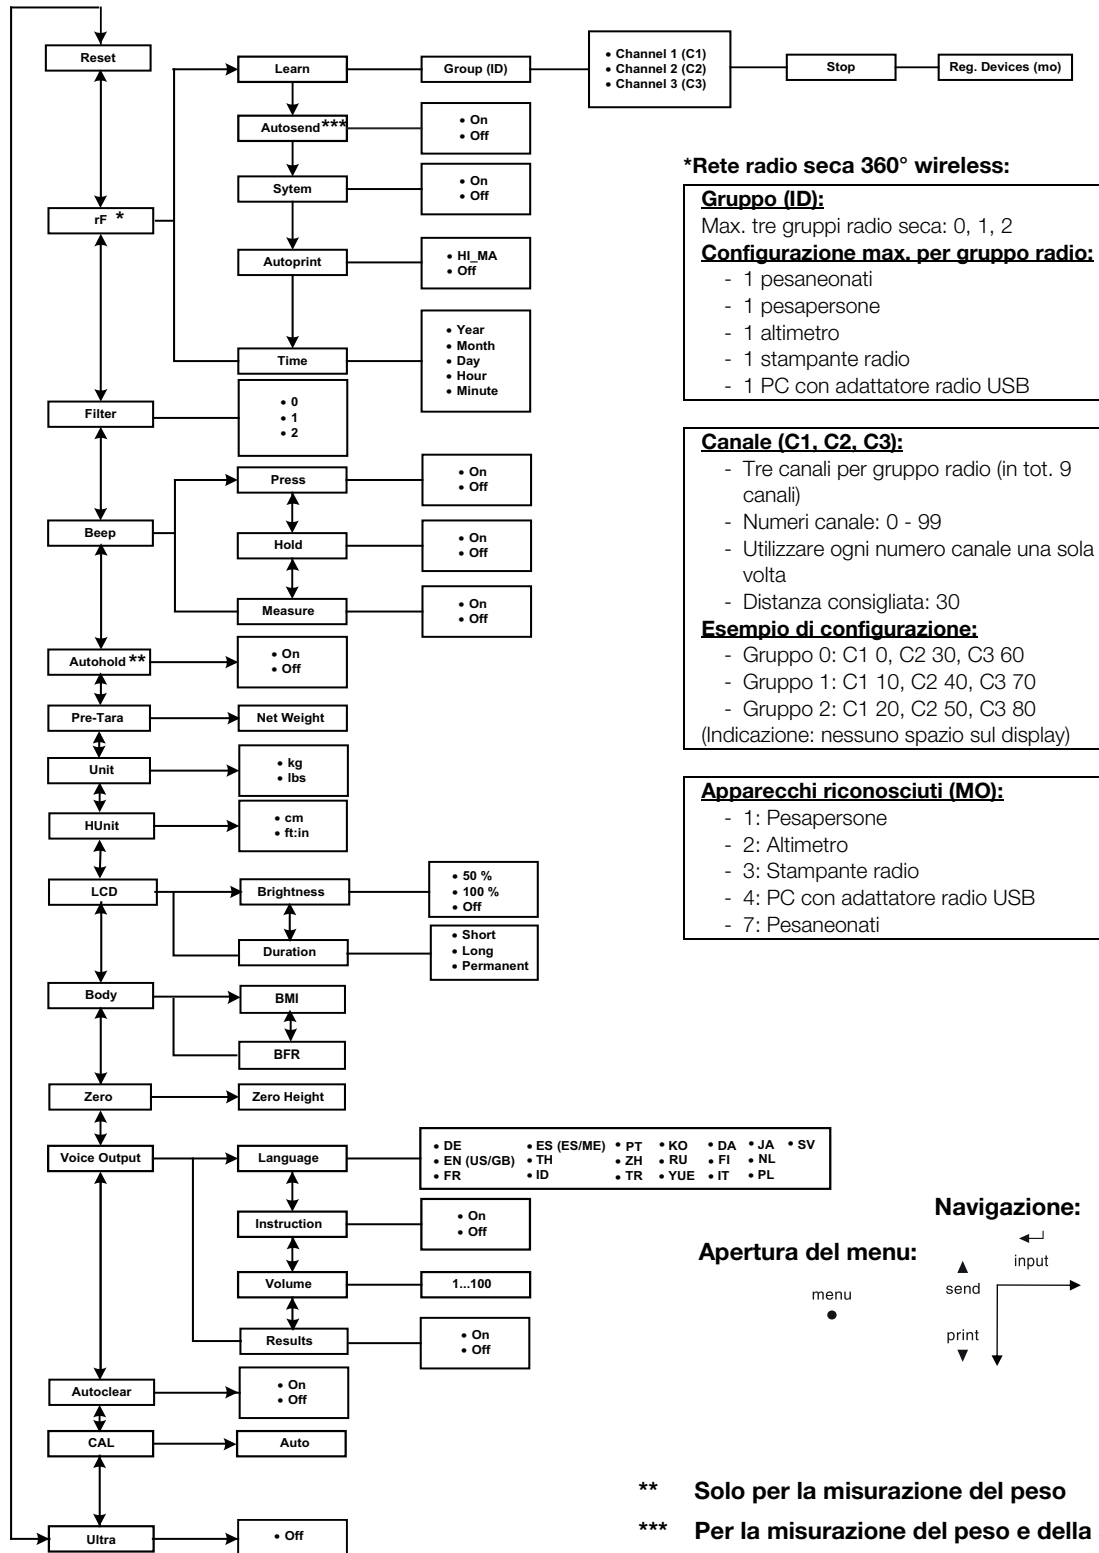 Reset
Learn
Group (ID)
• Channel 1 (C1)
• Channel 2 (C2)
• Channel 3 (C3)
Stop
Reg. Devices (mo)
Autosend***
• On
• Off
Sytem
• On
• Off
rF *
Autoprint
• HI_MA
• Off
Time
• Year
• Month
• Day
• Hour
• Minute
Filter
• 0
• 1
• 2
Beep
Press
• On
• Off
Hold
• On
• Off
Measure
• On
• Off
Autohold **
• On
• Off
Pre-Tara
Net Weight
Unit
• kg
• lbs
HUnit
• cm
• ft:in
LCD
Brightness
• 50 %
• 100 %
• Off
Duration
• Short
• Long
• Permanent
Body
BMI
BFR
Zero
Zero Height
Voice Output
Language
• DE • ES (ES/ME) • PT • KO • DA • JA • SV
• EN (US/GB) • TH • ZH • RU • FI • NL
• FR • ID • TR • YUE • IT • PL
Instruction
• On
• Off
Volume
1...100
Results
• On
• Off
Autoclear
• On
• Off
CAL
Auto
Ultra
• Off
*Rete radio seca 360° wireless:
Gruppo (ID):
Max. tre gruppi radio seca: 0, 1, 2
Configurazione max. per gruppo radio:
- 1 pesaneonati
- 1 pesapersone
- 1 altimetro
- 1 stampante radio
- 1 PC con adattatore radio USB
Canale (C1, C2, C3):
- Tre canali per gruppo radio (in tot. 9
canali)
- Numeri canale: 0 - 99
- Utilizzare ogni numero canale una sola
volta
- Distanza consigliata: 30
Esempio di configurazione:
- Gruppo 0: C1 0, C2 30, C3 60
- Gruppo 1: C1 10, C2 40, C3 70
- Gruppo 2: C1 20, C2 50, C3 80
(Indicazione: nessuno spazio sul display)
Apparecchi riconosciuti (MO):
- 1: Pesapersone
- 2: Altimetro
- 3: Stampante radio
- 4: PC con adattatore radio USB
- 7: Pesaneonati
Navigazione:
Apertura del menu:
input
send
menu
print
** Solo per la misurazione del peso
*** Per la misurazione del peso e della